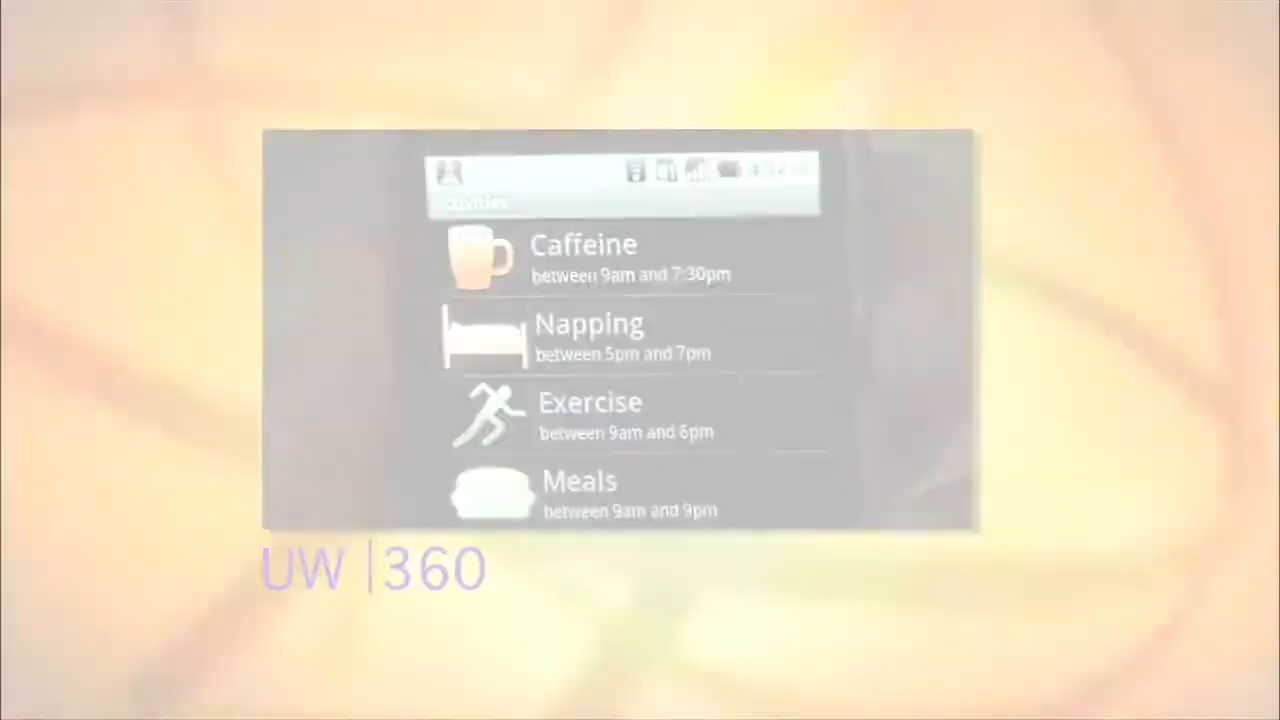 Caffeine
between 9am and 7:30pm
Napping
between 5pm and 7pm
Exercise
between 9am and 6pm
Meals
between 9am and 9pm
UW | 360